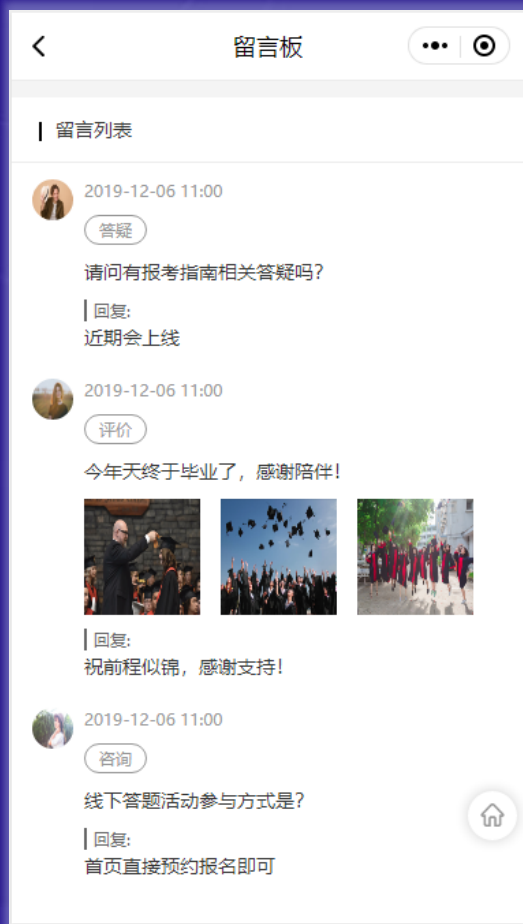 留言板
留言列表
2019-12-06 11:00
答疑
请问有报考指南相关答疑吗?
回复:
近期会上线
2019-12-06 11:00
评价
今年天终于毕业了，感谢陪伴!
回复:
祝前程似锦，感谢支持!
2019-12-06 11:00
咨询
线下答题活动参与方式是?
回复:
首页直接预约报名即可